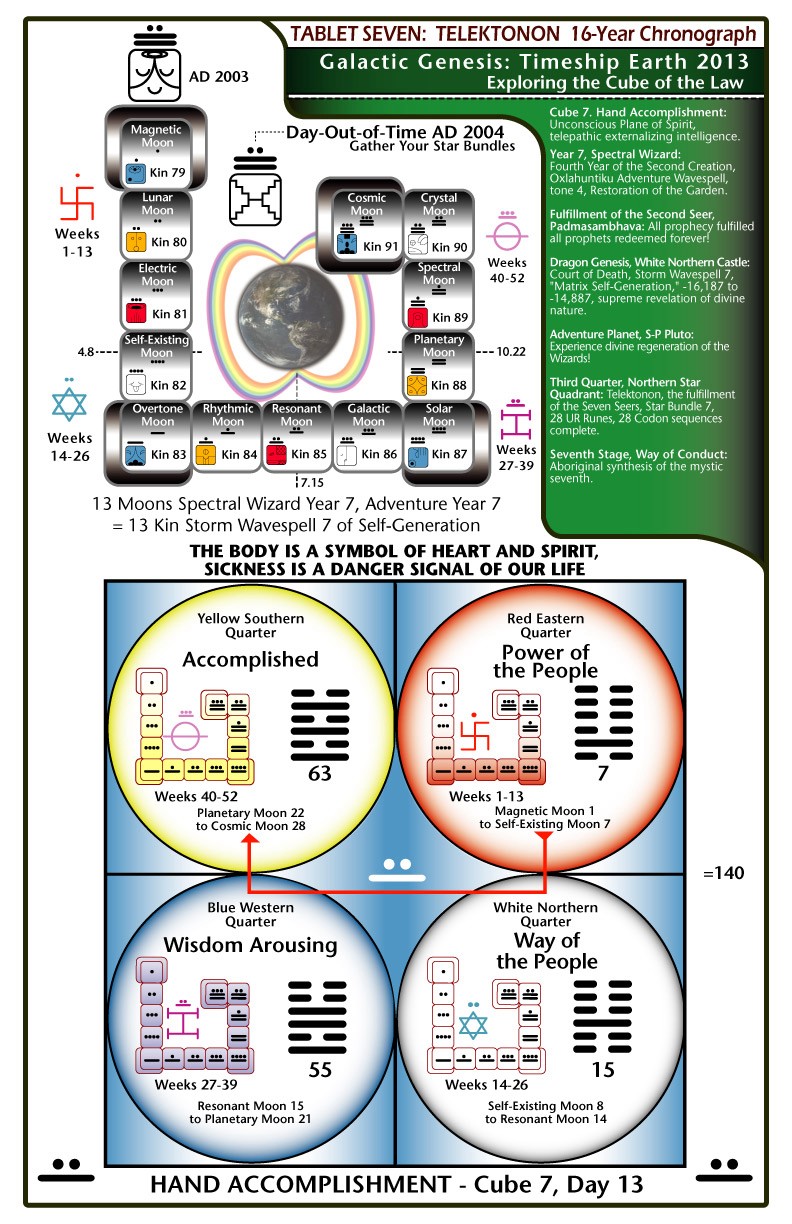 TABLET SEVEN: TELEKTONON 16-Year Chronograph
Galactic Genesis: Timeship Earth 2013
Exploring the Cube of the Law
AD 2003
Day-Out-of-Time AD 2004
Gather Your Star Bundles
Magnetic
Moon
Kin 79
Lunar
Moon
Kin 80
Electric
Moon
Kin 81
Self-Existing
Moon
Kin 82
Overtone
Moon
Kin 83
Rhythmic
Moon
Kin 84
Resonant
Moon
Kin 85
Galactic
Moon
Kin 86
Solar
Moon
Kin 87
Planetary
Moon
Kin 88
Spectral
Moon
Kin 89
Crystal
Moon
Kin 90
Cosmic
Moon
Kin 91
Weeks
1-13
Weeks
14-26
Weeks
27-39
Weeks
40-52
4.8
7.15
10.22
13 Moons Spectral Wizard Year 7, Adventure Year 7
= 13 Kin Storm Wavespell 7 of Self-Generation
Cube 7. Hand Accomplishment:
Unconscious Plane of Spirit,
telepathic externalizing intelligence.
Year 7, Spectral Wizard:
Fourth Year of the Second Creation,
Oxlahuntiku Adventure Wavespell,
tone 4, Restoration of the Garden.
Fulfillment of the Second Seer,
Padmasambhava: All prophecy fulfilled
all prophets redeemed forever!
Dragon Genesis, White Northern Castle:
Court of Death, Storm Wavespell 7,
"Matrix Self-Generation," -16,187 to
-14,887, supreme revelation of divine
nature.
Adventure Planet, S-P Pluto:
Experience divine regeneration of the
Wizards!
Third Quarter, Northern Star
Quadrant: Telektonon, the fulfillment
of the Seven Seers, Star Bundle 7,
28 UR Runes, 28 Codon sequences
complete.
Seventh Stage, Way of Conduct:
Aboriginal synthesis of the mystic
seventh.
THE BODY IS A SYMBOL OF HEART AND SPIRIT,
SICKNESS IS A DANGER SIGNAL OF OUR LIFE
Yellow Southern
Quarter
Accomplished
63
Weeks 40-52
Planetary Moon 22
to Cosmic Moon 28
Red Eastern
Quarter
Power of
the People
7
Weeks 1-13
Magnetic Moon 1
to Self-Existing Moon 7
=140
Blue Western
Quarter
Wisdom Arousing
55
Weeks 27-39
Resonant Moon 15
to Planetary Moon 21
White Northern
Quarter
Way of
the People
15
Weeks 14-26
Self-Existing Moon 8
to Resonant Moon 14
HAND ACCOMPLISHMENT - Cube 7, Day 13